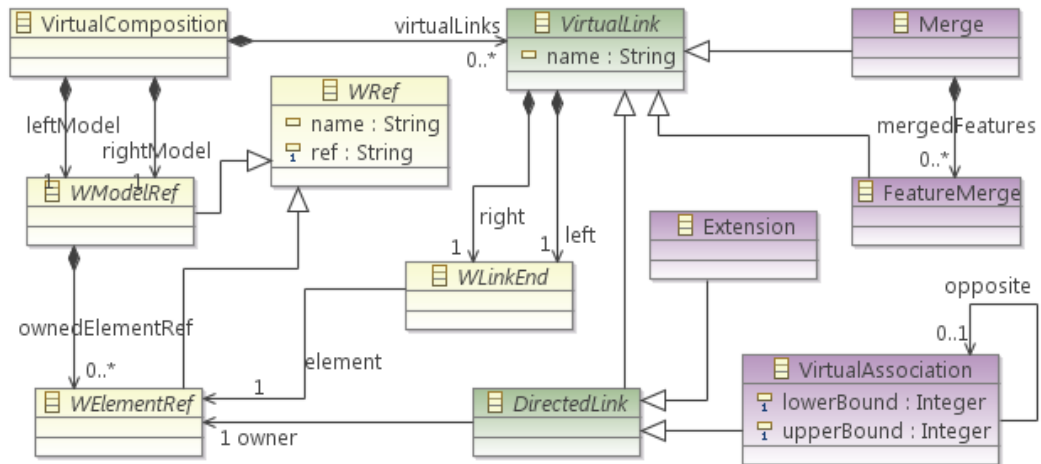 VirtualComposition
virtualLinks
0..*
VirtualLink
name : String
Merge
WRef
name : String
ref : String
leftModel
rightModel
1
1
mergedFeatures
0..*
WModelRef
FeatureMerge
right
1
left
1
Extension
WLinkEnd
opposite
0..1
ownedElementRef
0..*
element
1
VirtualAssociation
lowerBound : Integer
upperBound : Integer
WElementRef
1 owner
DirectedLink